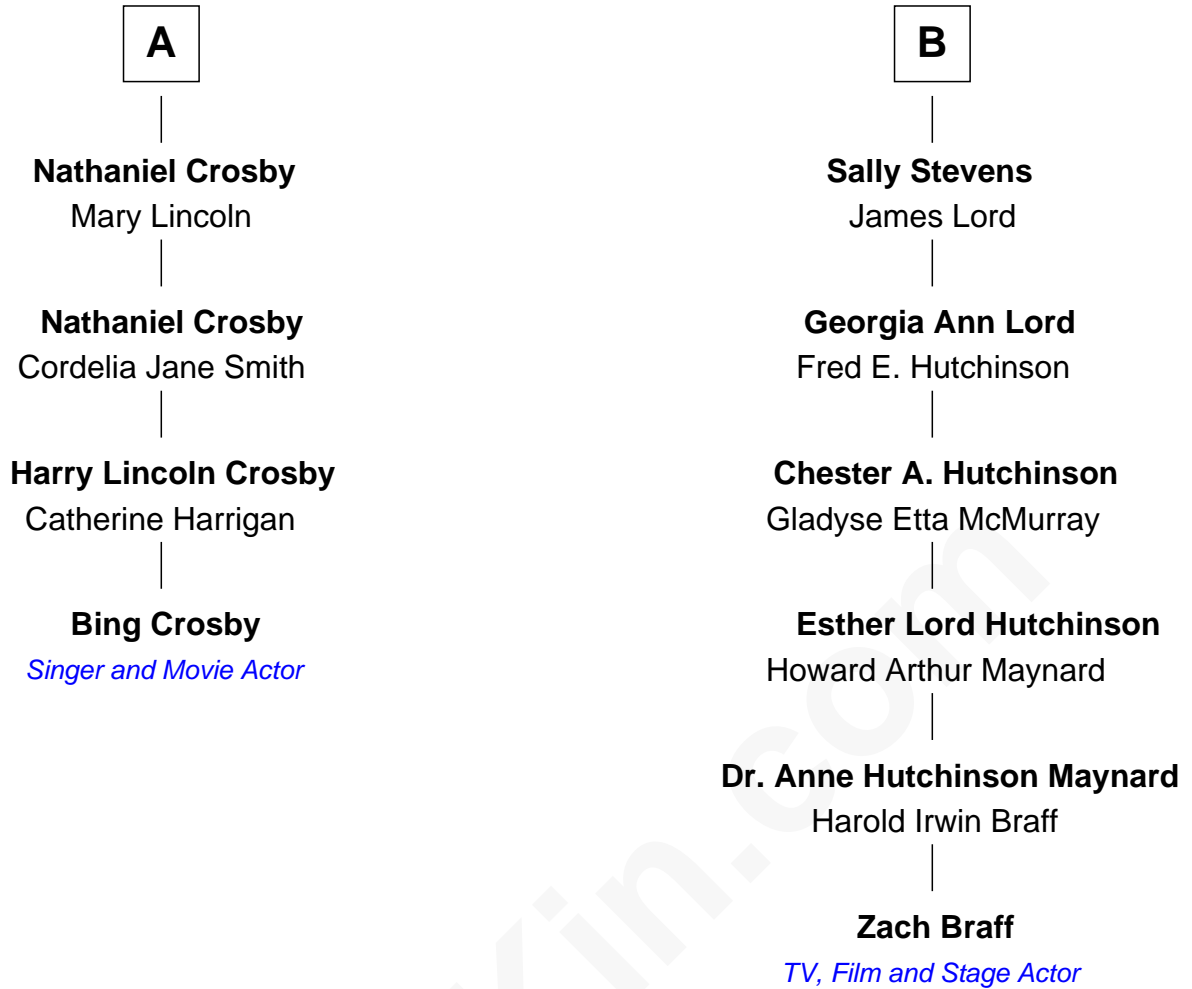 A
Nathaniel Crosby
Mary Lincoln
Nathaniel Crosby
Cordelia Jane Smith
Harry Lincoln Crosby
Catherine Harrigan
Bing Crosby
Singer and Movie Actor
B
Sally Stevens
James Lord
Georgia Ann Lord
Fred E. Hutchinson
Chester A. Hutchinson
Gladyse Etta McMurray
Esther Lord Hutchinson
Howard Arthur Maynard
Dr. Anne Hutchinson Maynard
Harold Irwin Braff
Zach Braff
TV, Film and Stage Actor
Kin.com